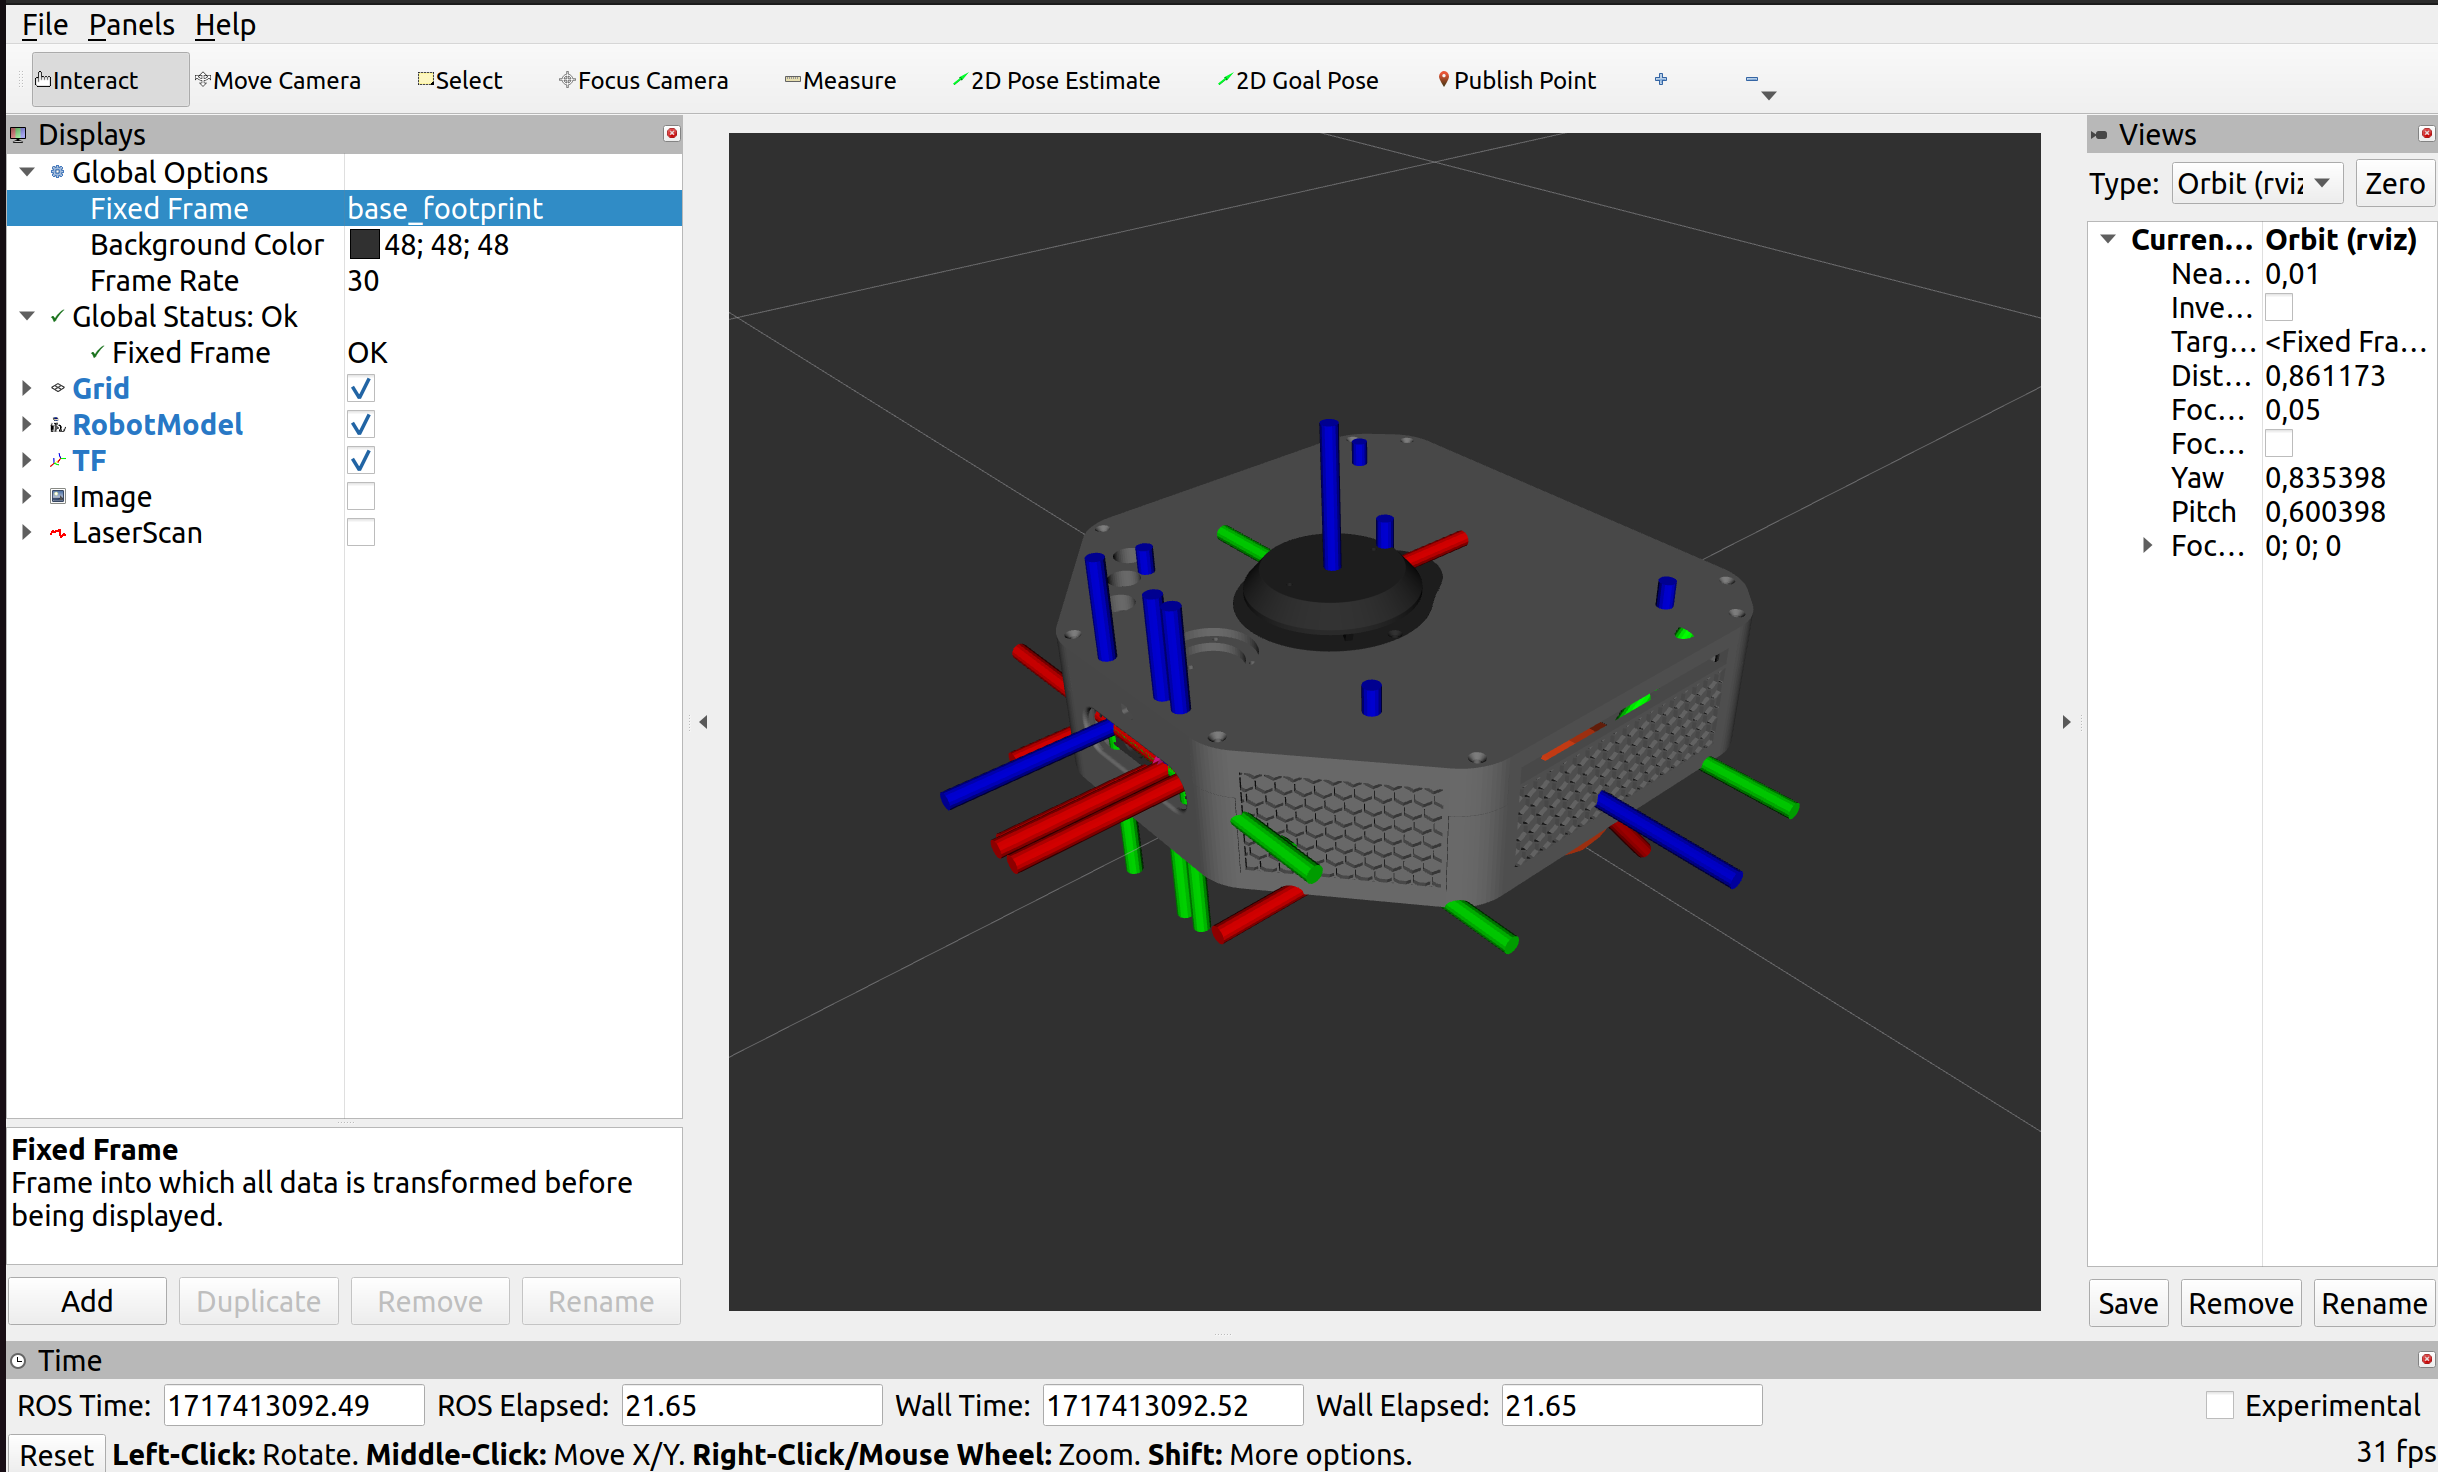 File Panels Help
Interact Move Camera Select Focus Camera Measure 2D Pose Estimate 2D Goal Pose Publish Point
Displays
Global Options
Fixed Frame base_footprint
Background Color 48; 48; 48
Frame Rate 30
Global Status: Ok
Fixed Frame OK
Grid
RobotModel
TF
Image
LaserScan
Fixed Frame
Frame into which all data is transformed before
being displayed.
Add Duplicate Remove Rename
Views
Type: Orbit (rviz Zero
Curren... Orbit (rviz)
Nea... 0,01
Inve...
Targ... <Fixed Fra...
Dist... 0,861173
Foc... 0,05
Foc...
Yaw 0,835398
Pitch 0,600398
Foc... 0; 0; 0
Save Remove Rename
Time
ROS Time: 1717413092.49 ROS Elapsed: 21.65 Wall Time: 1717413092.52 Wall Elapsed: 21.65 Experimental
Reset Left-Click: Rotate. Middle-Click: Move X/Y. Right-Click/Mouse Wheel: Zoom. Shift: More options. 31 fps